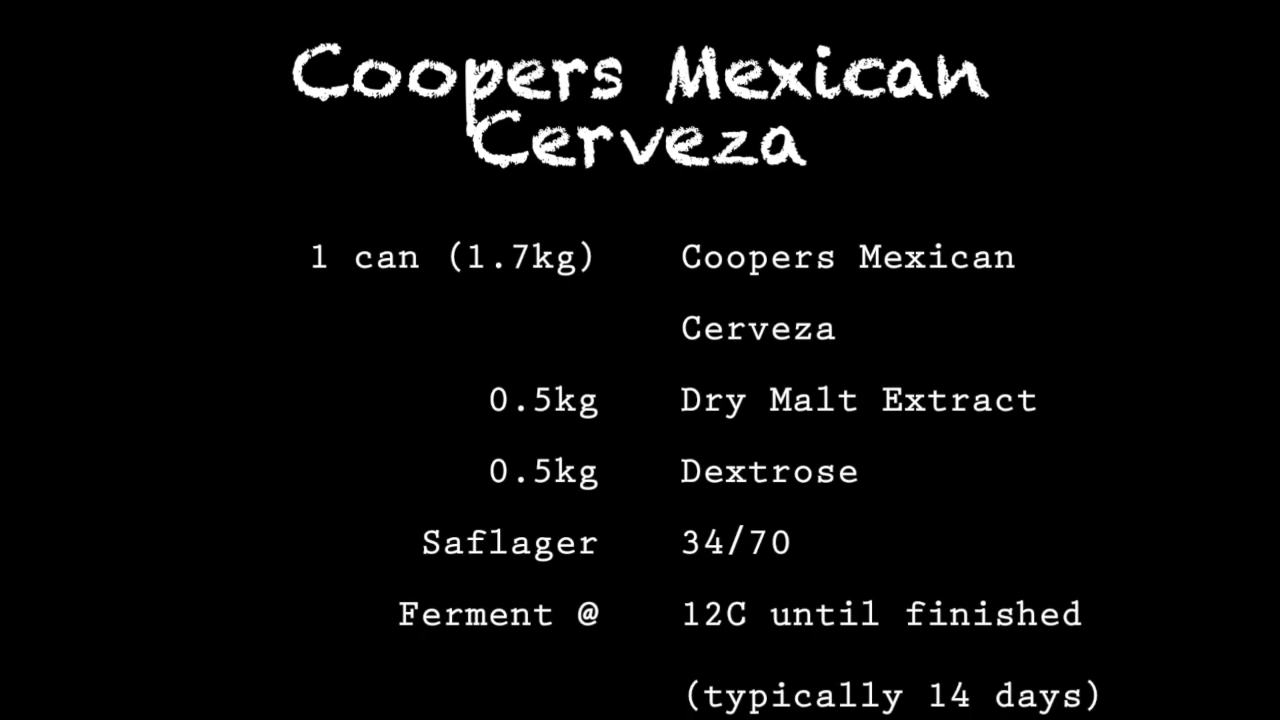 Coopers Mexican
Cerveza
1 can (1.7kg) Coopers Mexican
Cerveza
0.5kg Dry Malt Extract
0.5kg Dextrose
Saflager 34/70
Ferment @ 12C until finished
(typically 14 days)